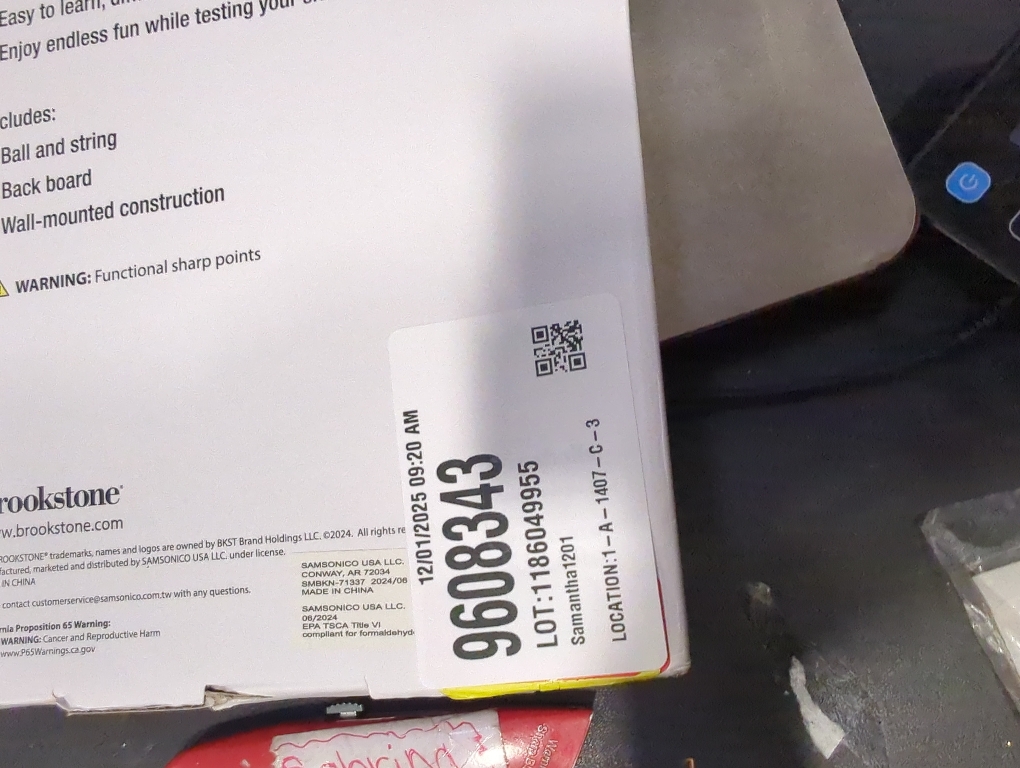 Easy to learn,
Enjoy endless fun while testing your
cludes:
Ball and string
Back board
Wall-mounted construction
WARNING: Functional sharp points
rookstone®
w.brookstone.com
ROOKSTONE® trademarks, names and logos are owned by BKST Brand Holdings LLC. ©2024. All rights re
factured, marketed and distributed by SAMSONICO USA LLC. under license.
IN CHINA
contact customerservice@samsonico.com.tw with any questions.
rnia Proposition 65 Warning:
WARNING: Cancer and Reproductive Harm
www.P65Warnings.ca.gov
SAMSONICO USA LLC.
CONWAY, AR 72034
SMBKN-71337 2024/06
MADE IN CHINA
SAMSONICO USA LLC.
06/2024
EPA TSCA Title VI
compliant for formaldehyd
12/01/2025 09:20 AM
9608343
LOT:1186049955
Samantha1201
LOCATION:1-A-1407-C-3